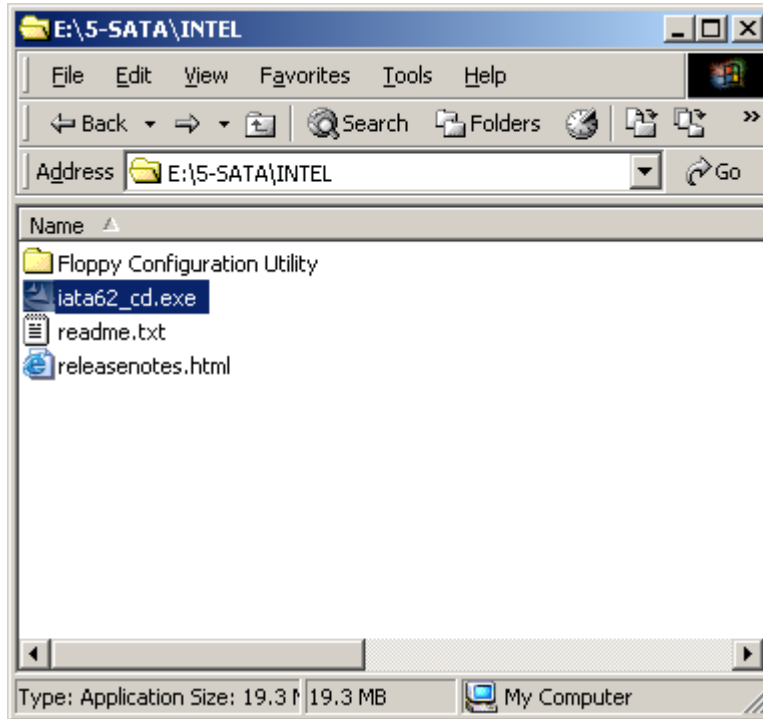 E:\5-SATA\INTEL
File Edit View Favorites Tools Help
Back Search Folders »
Address E:\5-SATA\INTEL Go
Name
Floppy Configuration Utility
iata62_cd.exe
readme.txt
releasenotes.html
Type: Application Size: 19.3 19.3 MB My Computer